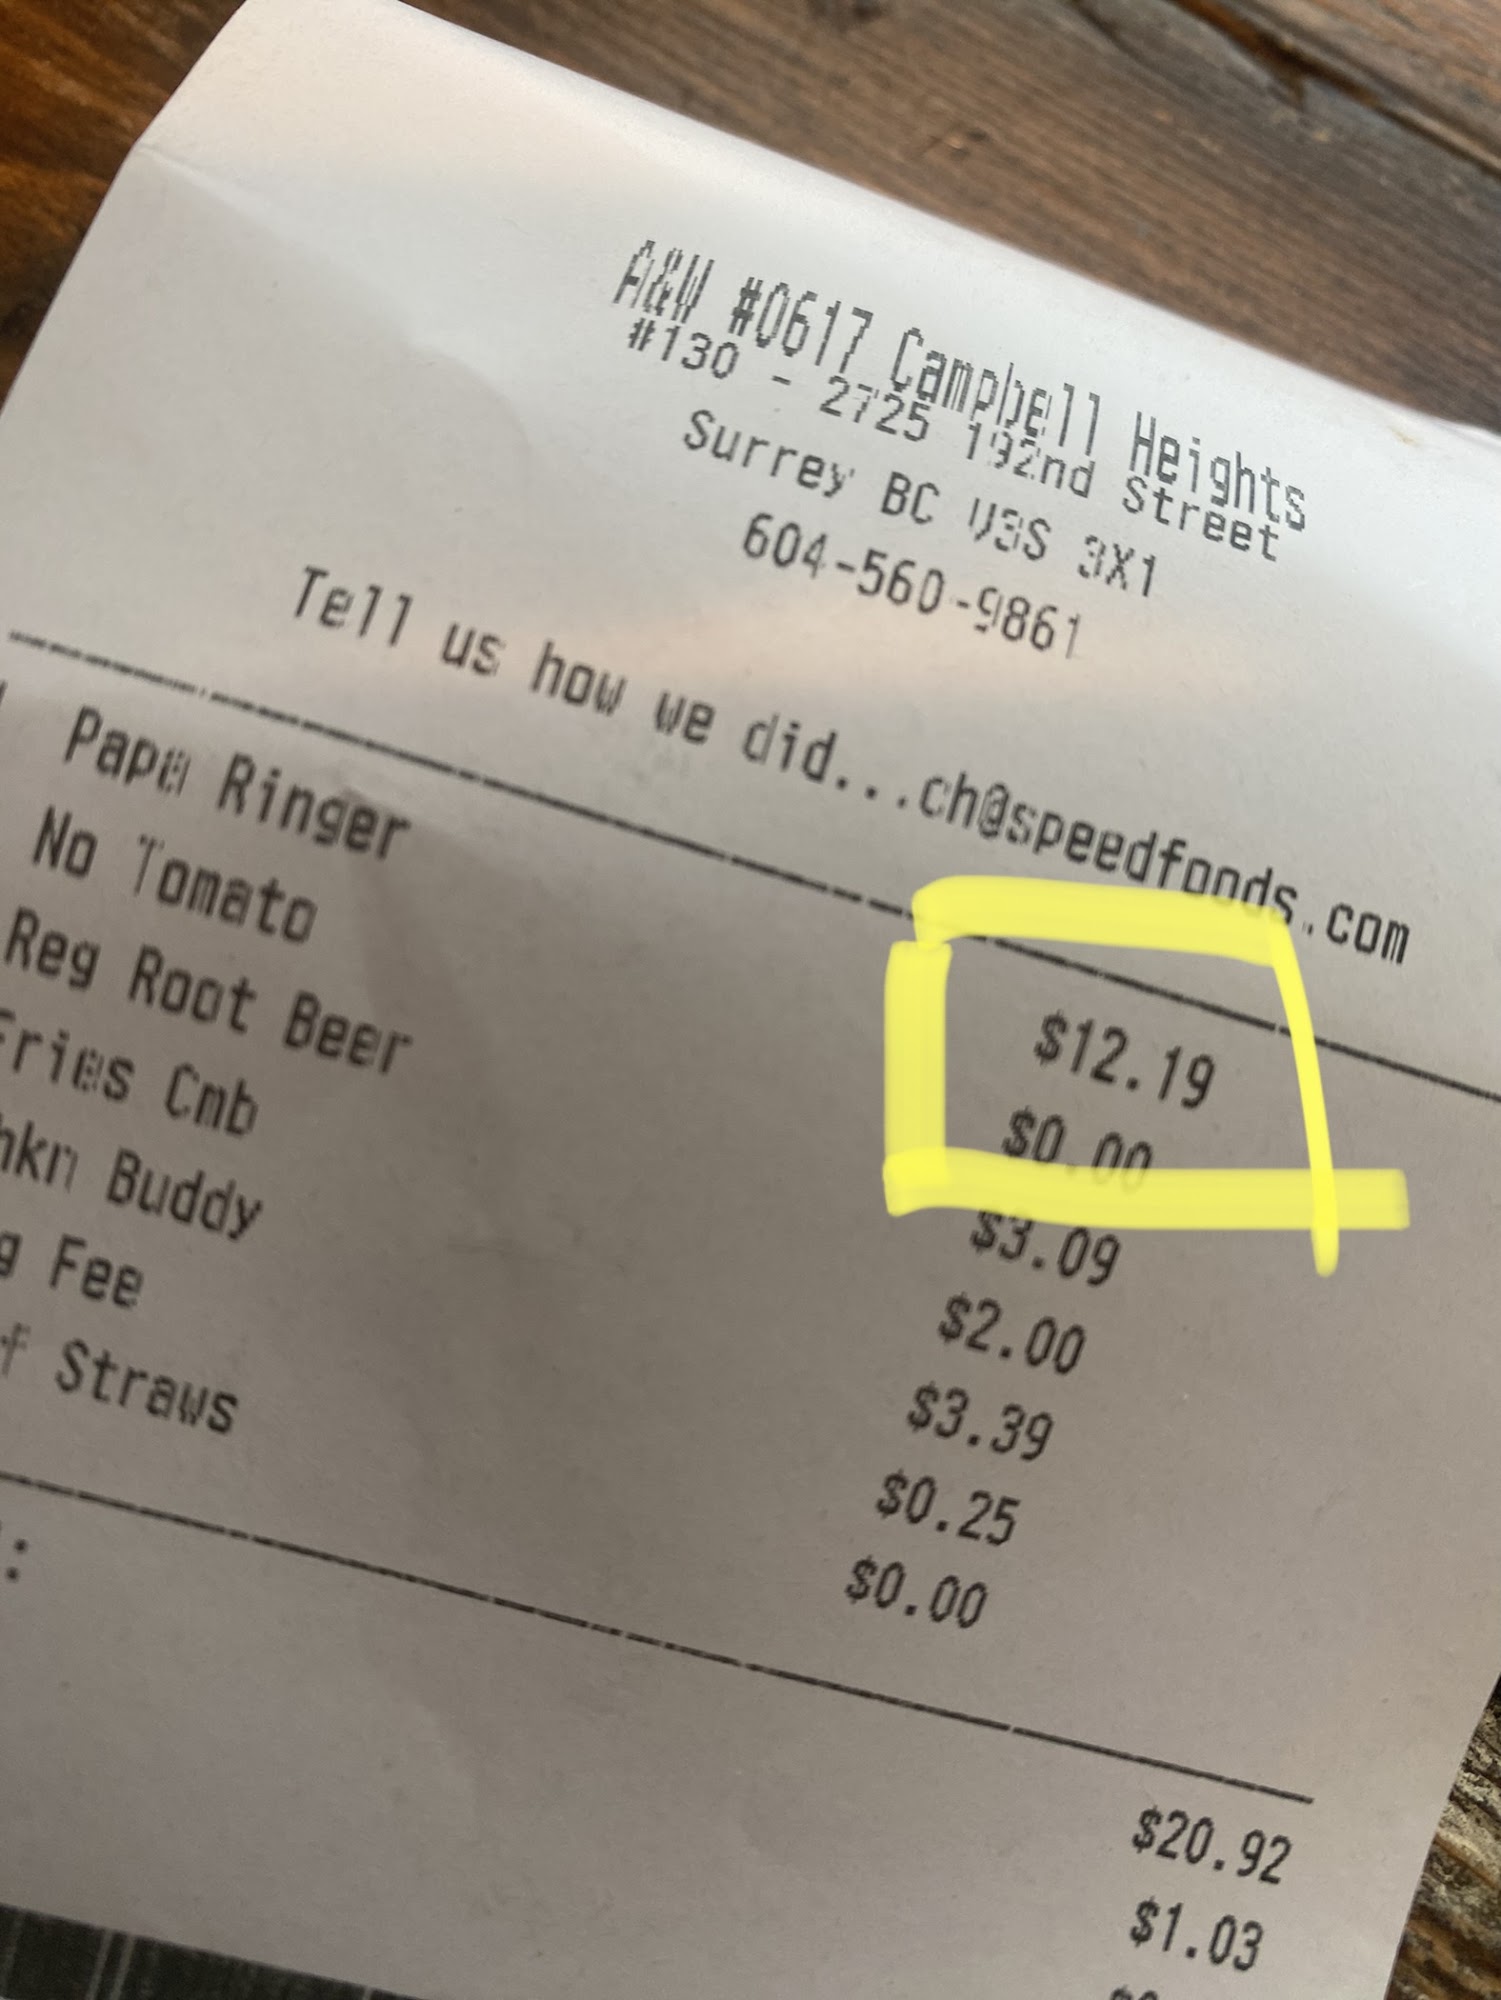 A&W #0617 Campbell Heights
#130 - 2725 192nd Street
Surrey BC V3S 3X1
604-560-9861
Tell us how we did...ch@speedfoods.com
Papa Ringer $12.19
No Tomato $0.00
Reg Root Beer $3.09
Fries Cmb $2.00
hkn Buddy $3.39
g Fee $0.25
f Straws $0.00
: $20.92
$1.03